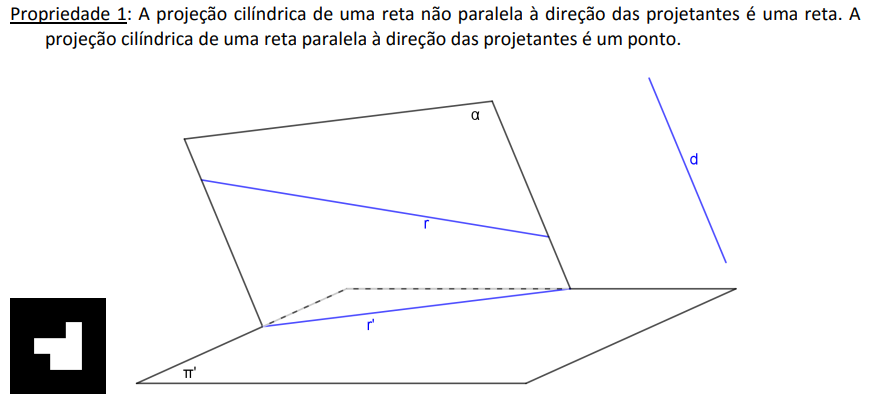 Propriedade 1: A projeção cilíndrica de uma reta não paralela à direção das projetantes é uma reta. A
projeção cilíndrica de uma reta paralela à direção das projetantes é um ponto.
α
d
r
r'
π'